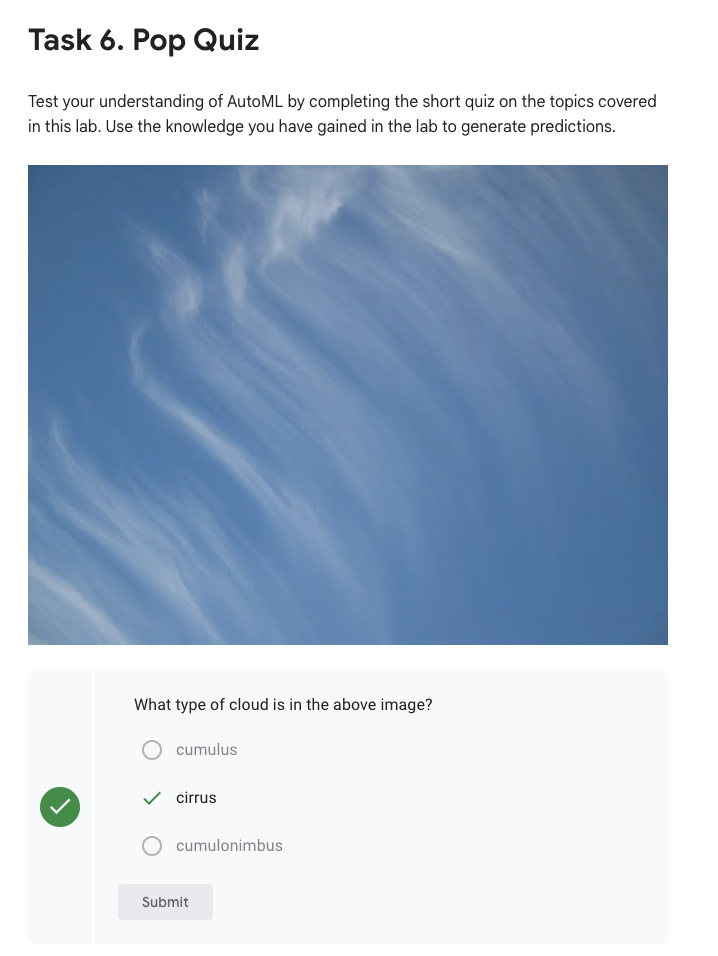 Task 6. Pop Quiz
Test your understanding of AutoML by completing the short quiz on the topics covered
in this lab. Use the knowledge you have gained in the lab to generate predictions.
What type of cloud is in the above image?
cumulus
cirrus
cumulonimbus
Submit